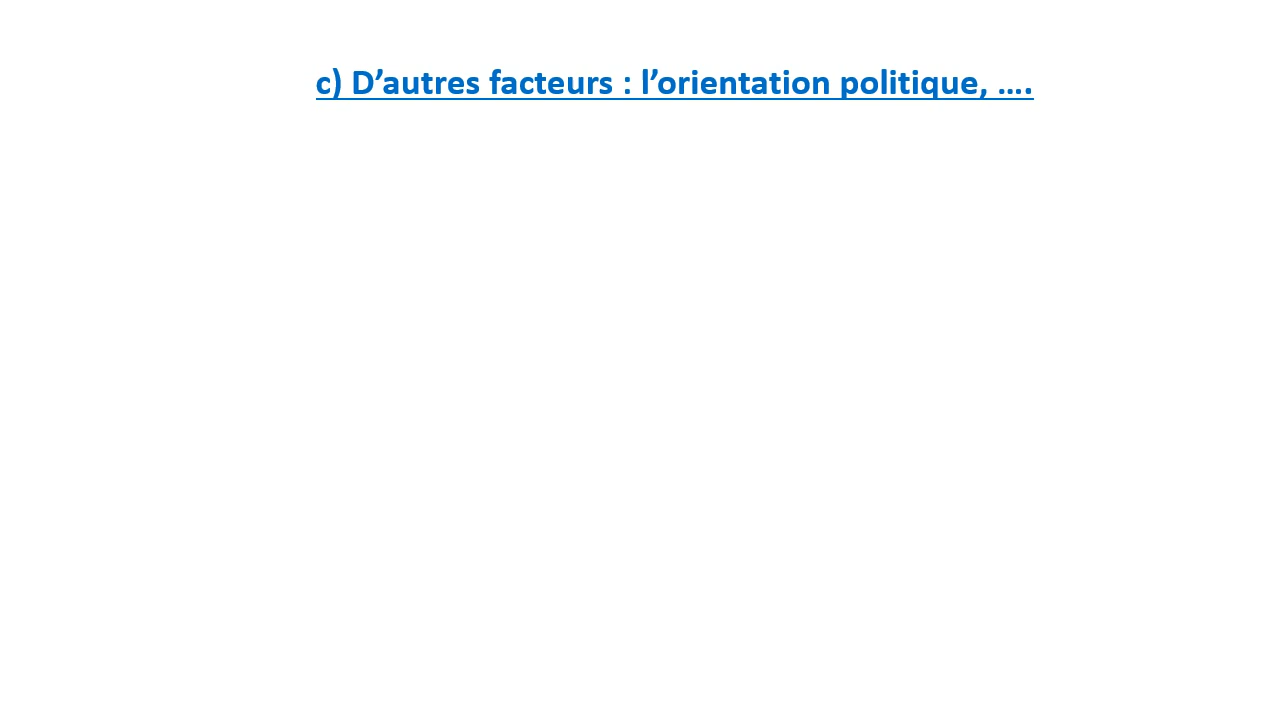 c) D’autres facteurs : l’orientation politique, ….